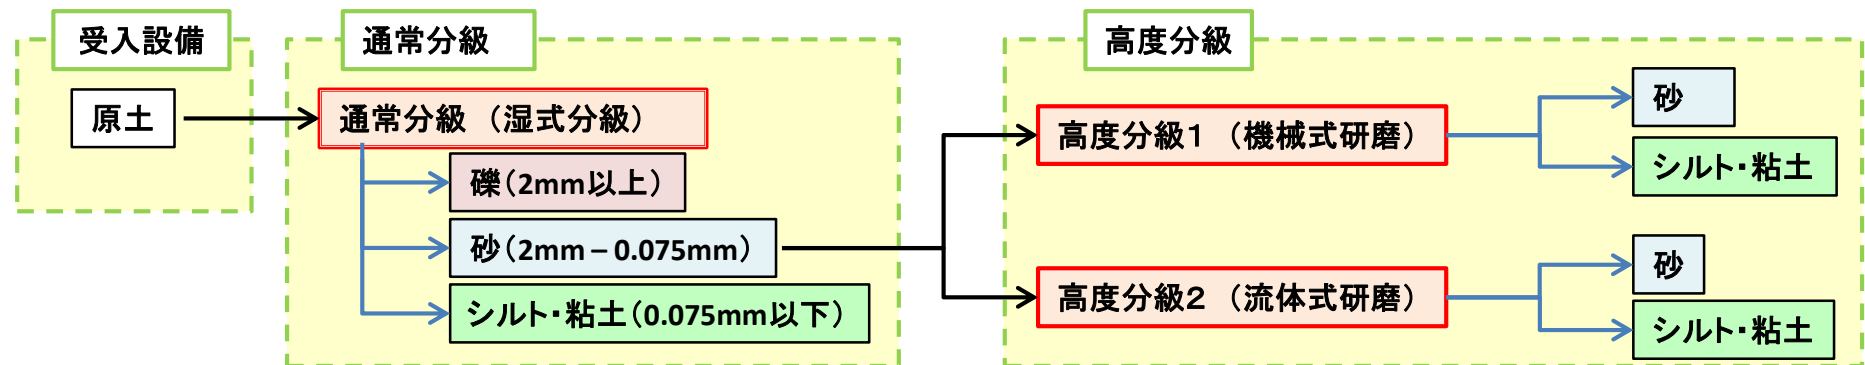 受入設備
通常分級
高度分級
原土
通常分級 （湿式分級）
礫（2mm以上）
砂（2mm – 0.075mm）
シルト・粘土（0.075mm以下）
高度分級１ （機械式研磨）
砂
シルト・粘土
高度分級２ （流体式研磨）
砂
シルト・粘土